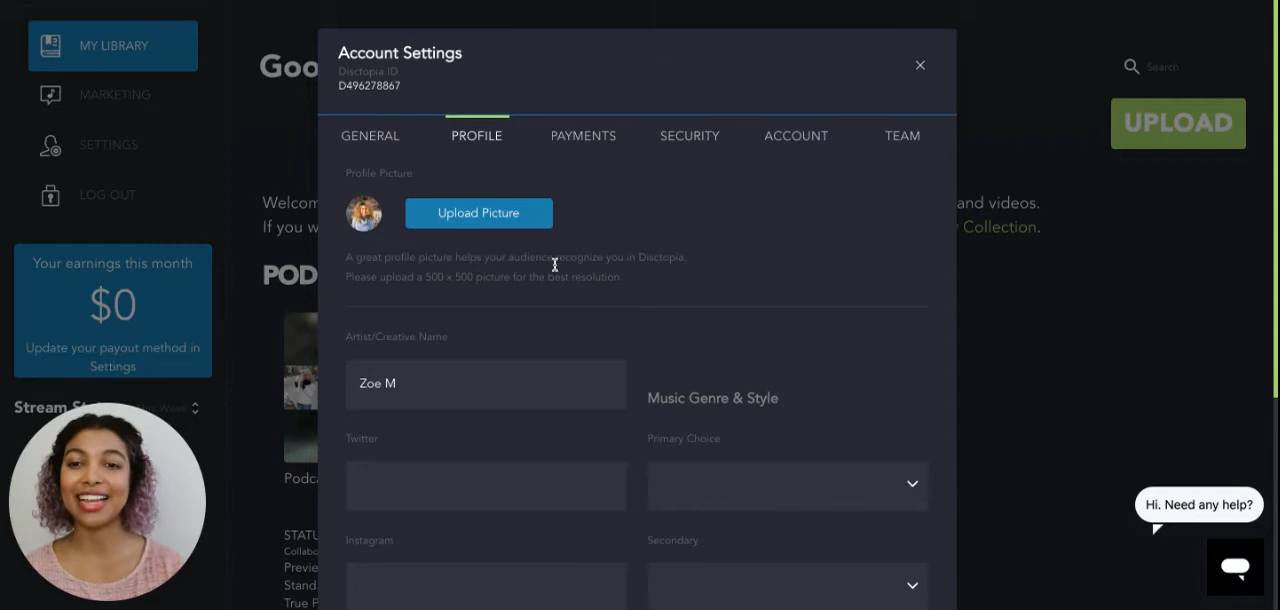 MY LIBRARY
MARKETING
SETTINGS
LOG OUT
Your earnings this month
$0
Update your payout method in
Settings
Stream
Goo
Welcom
If you w
POD
Podca
STATU
Collabo
Previe
Stand
True P
Account Settings
Disctopia ID
D496278867
GENERAL
PROFILE
PAYMENTS
SECURITY
ACCOUNT
TEAM
Profile Picture
Upload Picture
A great profile picture helps your audience recognize you in Disctopia.
Please upload a 500 x 500 picture for the best resolution.
Artist/Creative Name
Zoe M
Music Genre & Style
Twitter
Primary Choice
Instagram
Secondary
Search
UPLOAD
and videos.
Collection.
Hi. Need any help?